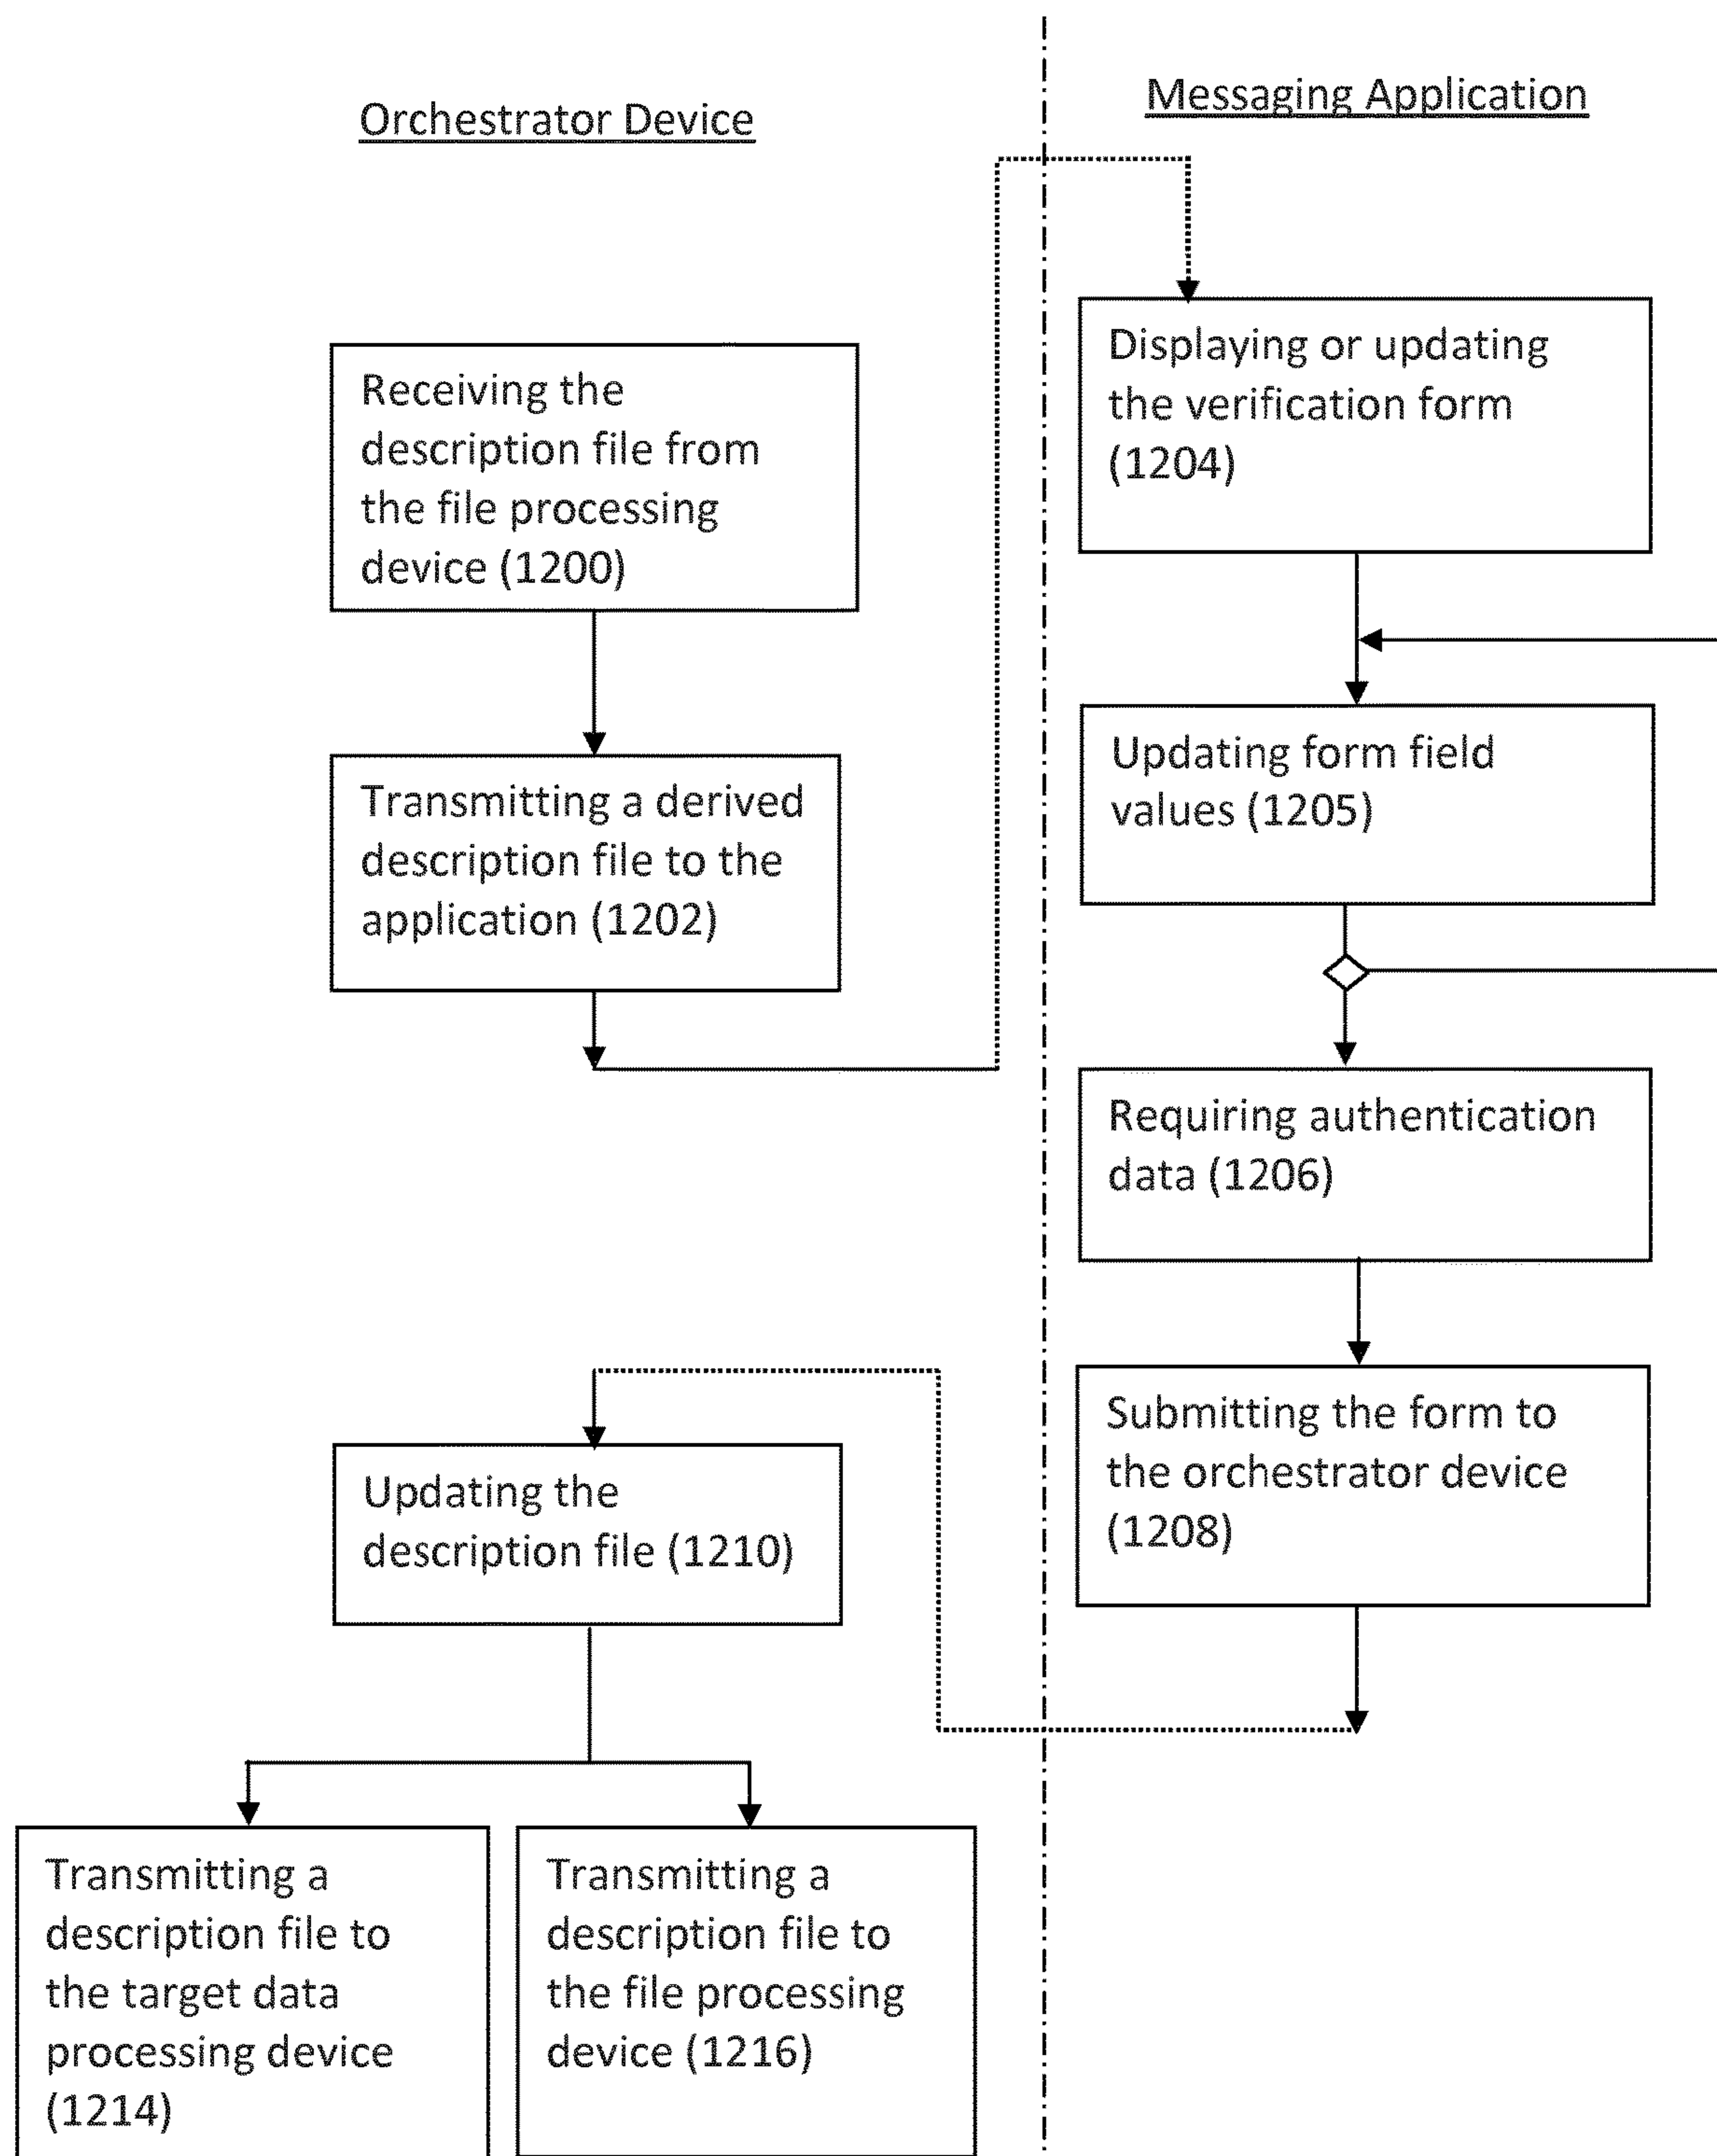 Orchestrator Device
Messaging Application
Receiving the
description file from
the file processing
device (1200)
Transmitting a derived
description file to the
application (1202)
Displaying or updating
the verification form
(1204)
Updating form field
values (1205)
Requiring authentication
data (1206)
Submitting the form to
the orchestrator device
(1208)
Updating the
description file (1210)
Transmitting a
description file to
the target data
processing device
(1214)
Transmitting a
description file to
the file processing
device (1216)